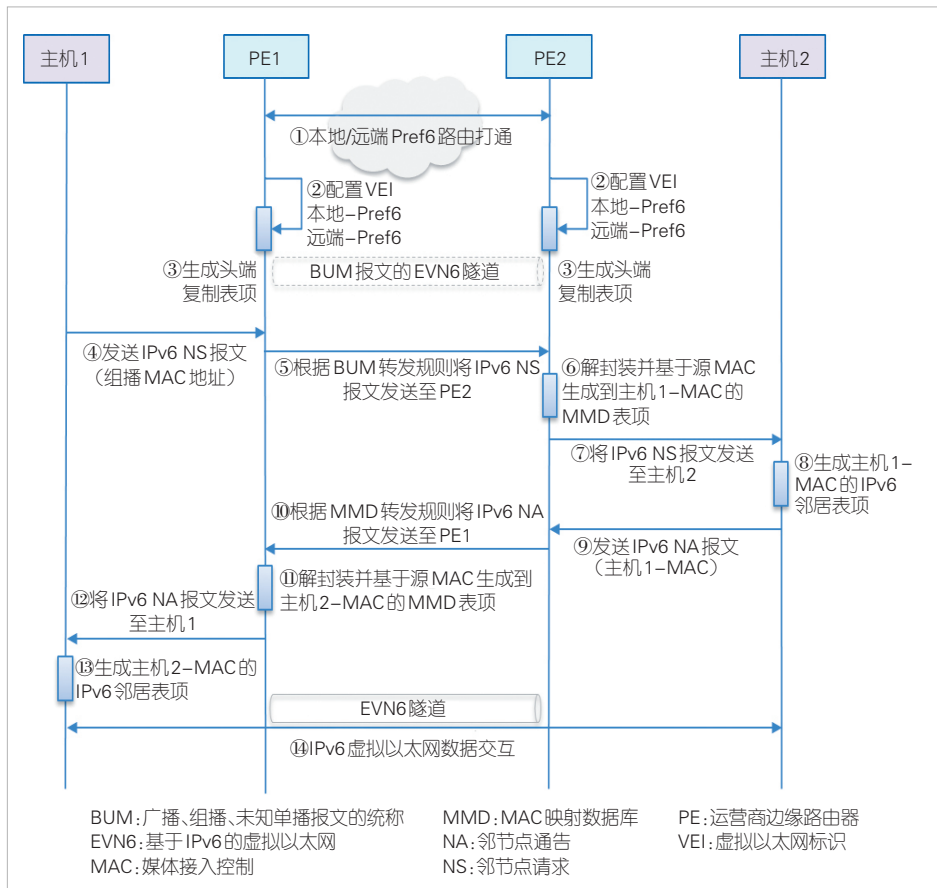 主机1
PE1
PE2
主机2
①本地/远端Pref6路由打通
②配置VEI
本地-Pref6
远端-Pref6
②配置VEI
本地-Pref6
远端-Pref6
③生成头端
复制表项
BUM报文的EVN6隧道
③生成头端
复制表项
④发送IPv6 NS报文
（组播MAC地址）
⑤根据BUM转发规则将IPv6 NS
报文发送至PE2
⑥解封装并基于源MAC
生成到主机1-MAC的
MMD表项
⑦将IPv6 NS报文发送
至主机2
⑧生成主机1-
MAC的IPv6
邻居表项
⑩根据MMD转发规则将IPv6 NA
报文发送至PE1
⑨发送IPv6 NA报文
（主机1-MAC）
⑪解封装并基于源MAC生成到
主机2-MAC的MMD表项
⑫将IPv6 NA报文发送
至主机1
⑬生成主机2-MAC的
IPv6邻居表项
EVN6隧道
⑭IPv6虚拟以太网数据交互
BUM：广播、组播、未知单播报文的统称
EVN6：基于IPv6的虚拟以太网
MAC：媒体接入控制
MMD：MAC映射数据库
NA：邻节点通告
NS：邻节点请求
PE：运营商边缘路由器
VEI：虚拟以太网标识